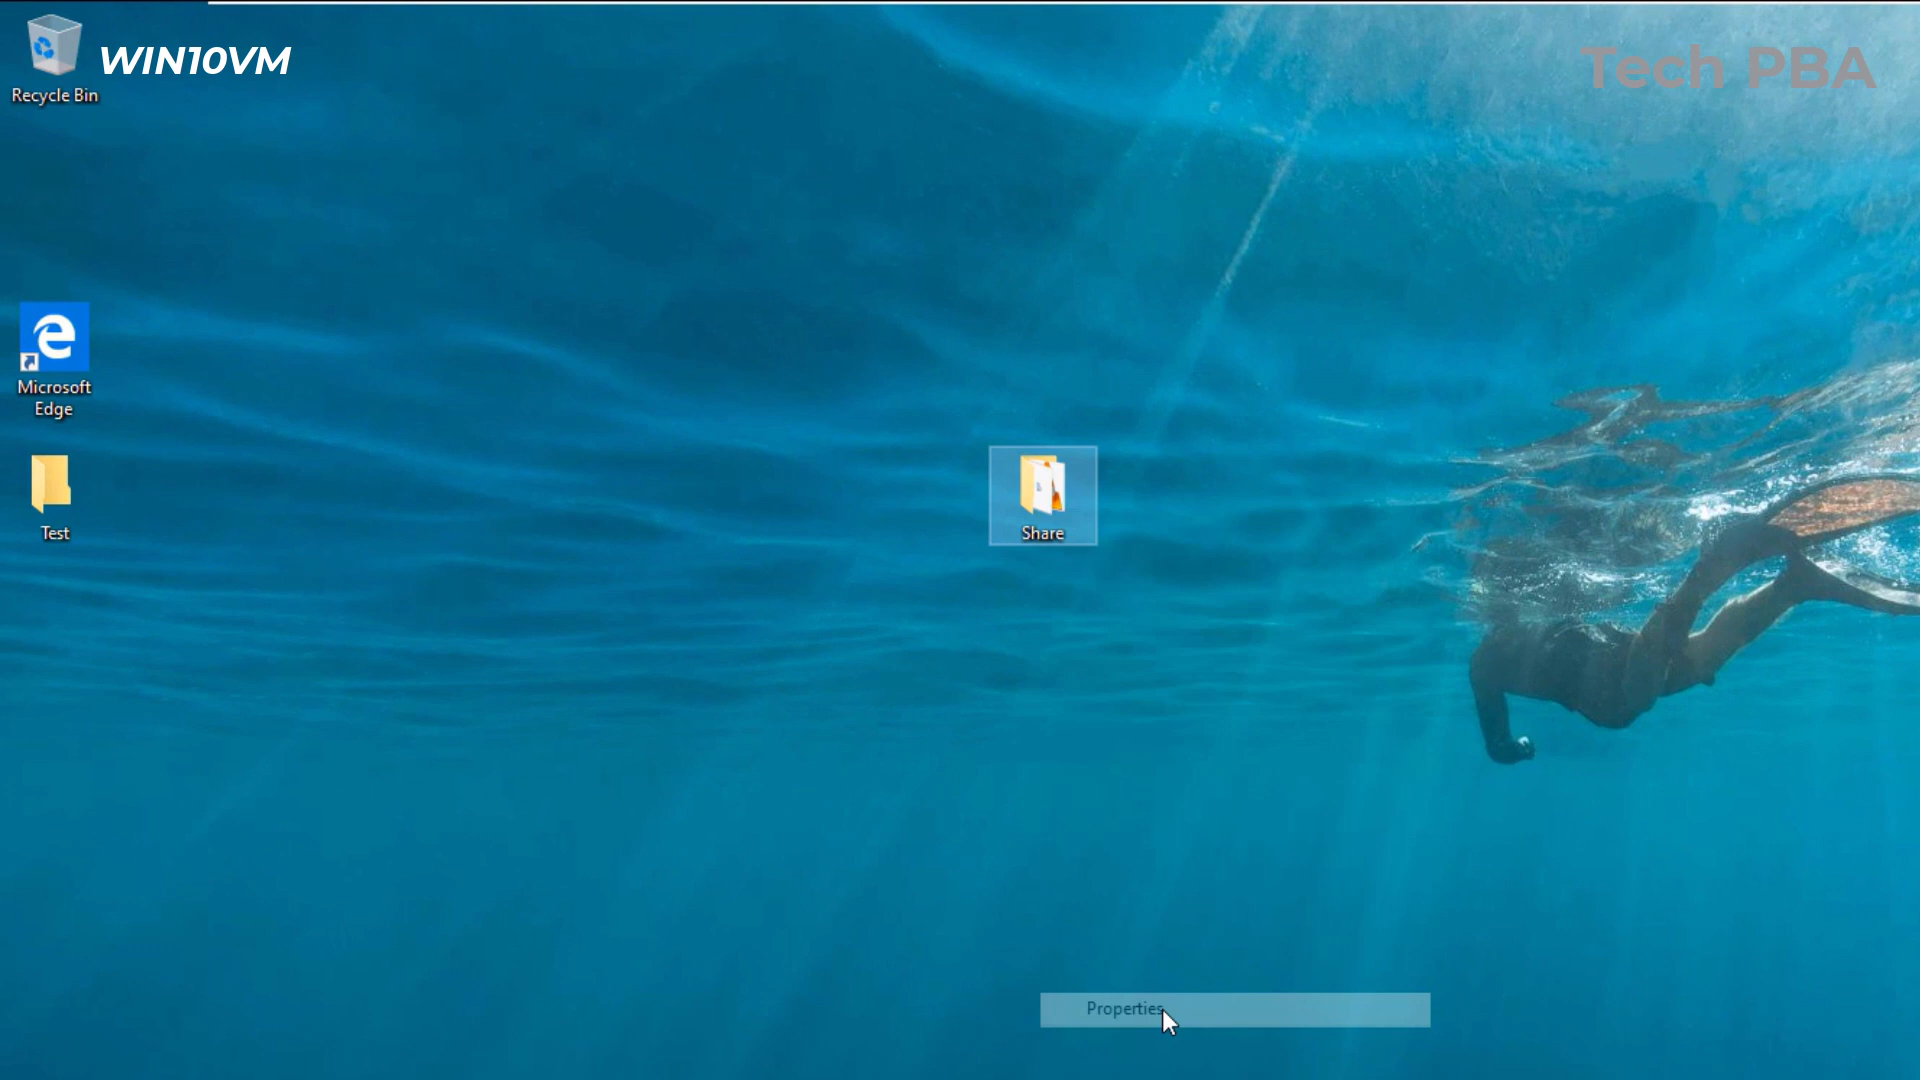 WIN10VM
Tech PBA
Recycle Bin
Microsoft
Edge
Test
Share
Properties